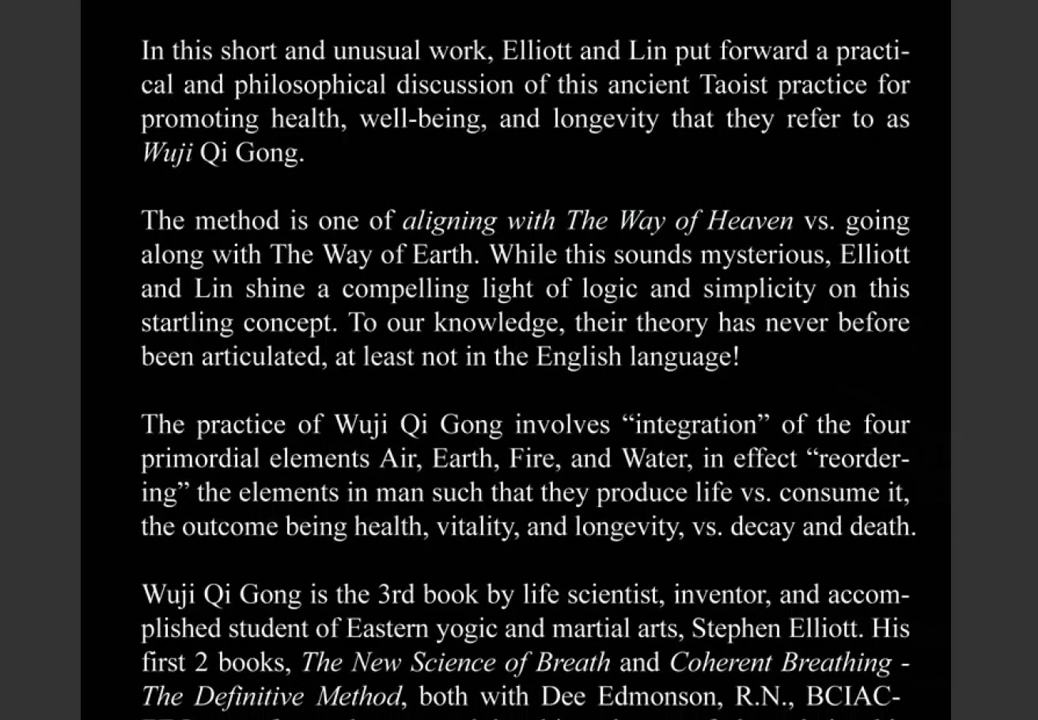 In this short and unusual work, Elliott and Lin put forward a practi-
cal and philosophical discussion of this ancient Taoist practice for
promoting health, well-being, and longevity that they refer to as
Wuji Qi Gong.
The method is one of aligning with The Way of Heaven vs. going
along with The Way of Earth. While this sounds mysterious, Elliott
and Lin shine a compelling light of logic and simplicity on this
startling concept. To our knowledge, their theory has never before
been articulated, at least not in the English language!
The practice of Wuji Qi Gong involves “integration” of the four
primordial elements Air, Earth, Fire, and Water, in effect “reorder-
ing” the elements in man such that they produce life vs. consume it,
the outcome being health, vitality, and longevity, vs. decay and death.
Wuji Qi Gong is the 3rd book by life scientist, inventor, and accom-
plished student of Eastern yogic and martial arts, Stephen Elliott. His
first 2 books, The New Science of Breath and Coherent Breathing -
The Definitive Method, both with Dee Edmonson, R.N., BCIAC-